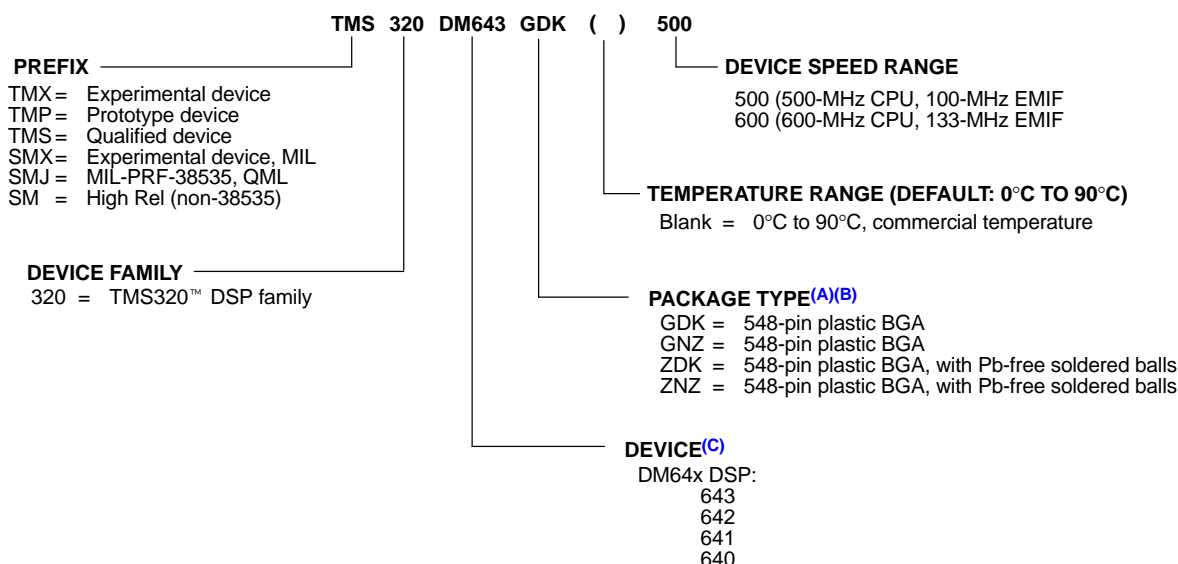 TMS 320 DM643 GDK ( ) 500
PREFIX
TMX = Experimental device
TMP = Prototype device
TMS = Qualified device
SMX = Experimental device, MIL
SMJ = MIL-PRF-38535, QML
SM = High Rel (non-38535)
DEVICE SPEED RANGE
500 (500-MHz CPU, 100-MHz EMIF
600 (600-MHz CPU, 133-MHz EMIF
TEMPERATURE RANGE (DEFAULT: 0°C TO 90°C)
Blank = 0°C to 90°C, commercial temperature
DEVICE FAMILY
320 = TMS320™ DSP family
PACKAGE TYPE(A)(B)
GDK = 548-pin plastic BGA
GNZ = 548-pin plastic BGA
ZDK = 548-pin plastic BGA, with Pb-free soldered balls
ZNZ = 548-pin plastic BGA, with Pb-free soldered balls
DEVICE(C)
DM64x DSP:
643
642
641
640